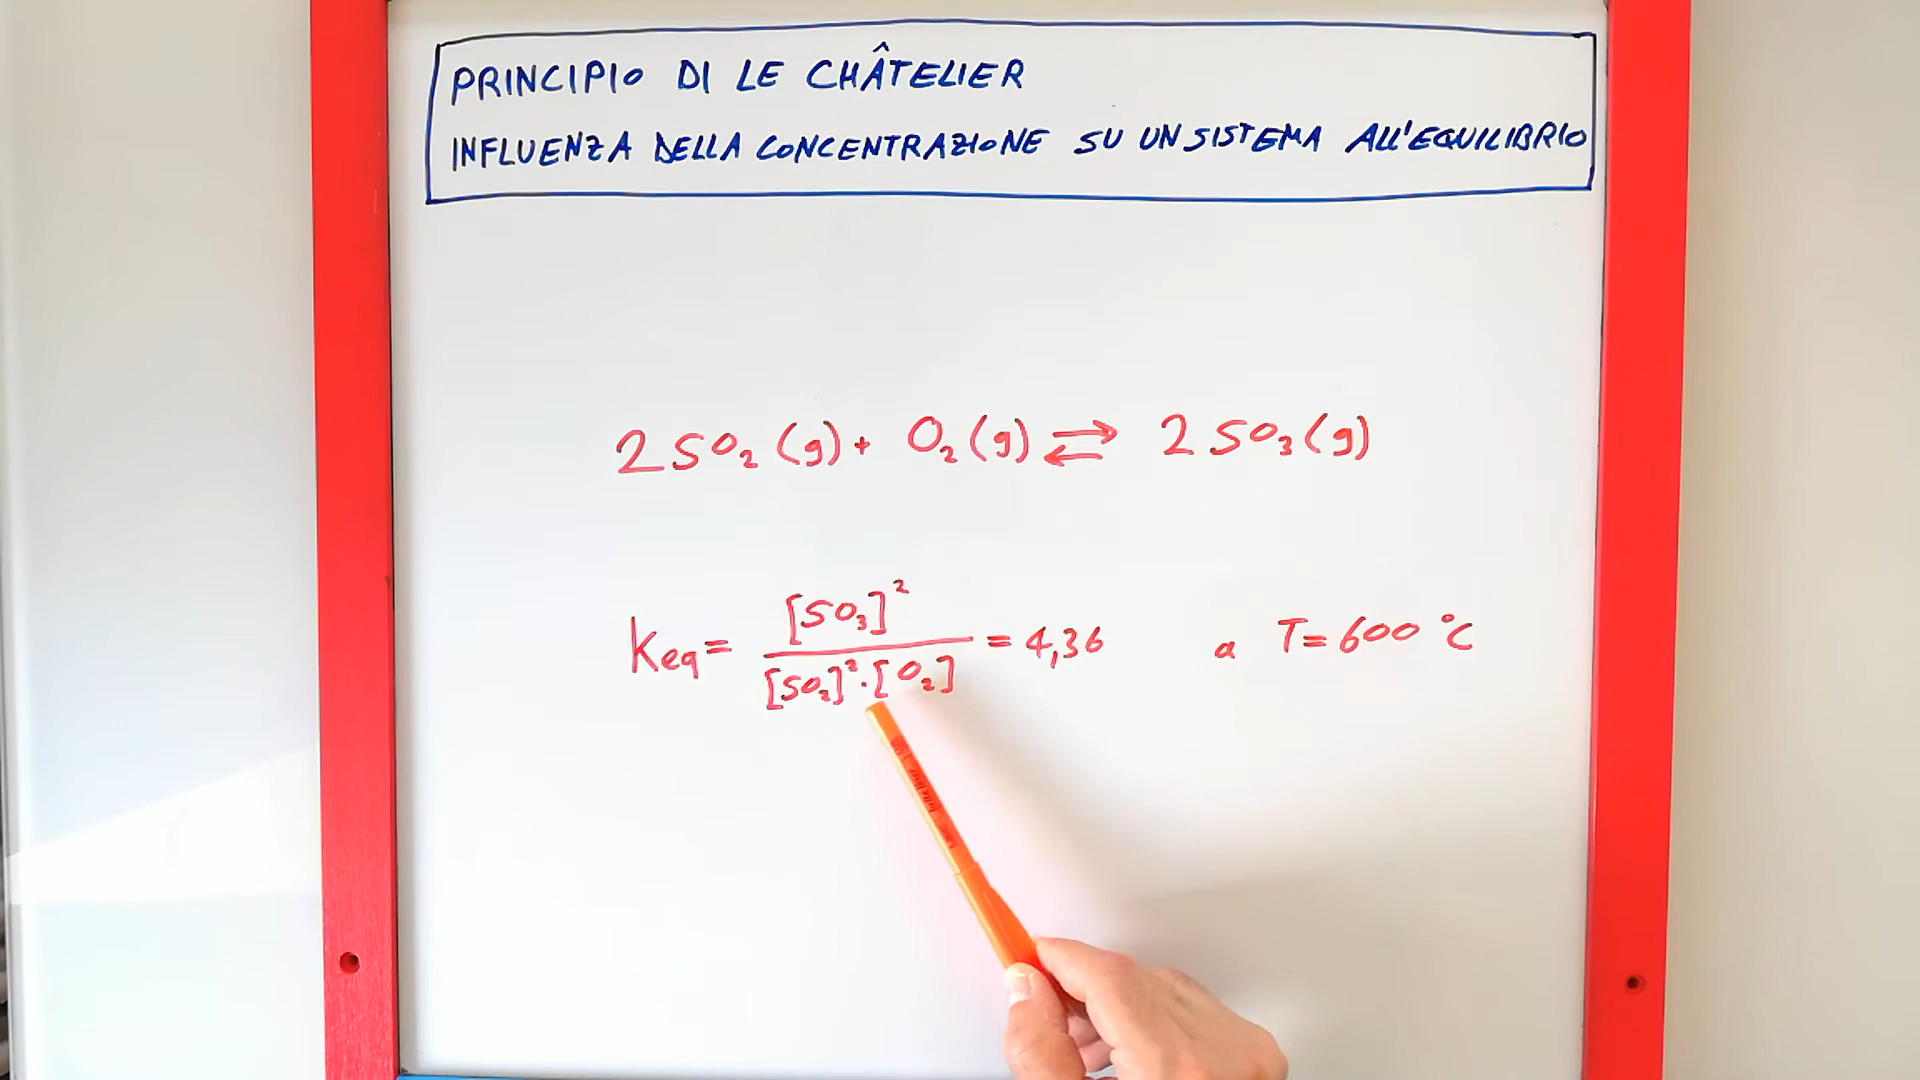 PRINCIPIO DI LE CHÂTELIER
INFLUENZA DELLA CONCENTRAZIONE SU UN SISTEMA ALL'EQUILIBRIO
2 SO₂ (g) + O₂ (g) ⇄ 2 SO₃ (g)
Keq = [SO₃]² / [SO₂]² · [O₂] = 4,36 a T = 600 °C